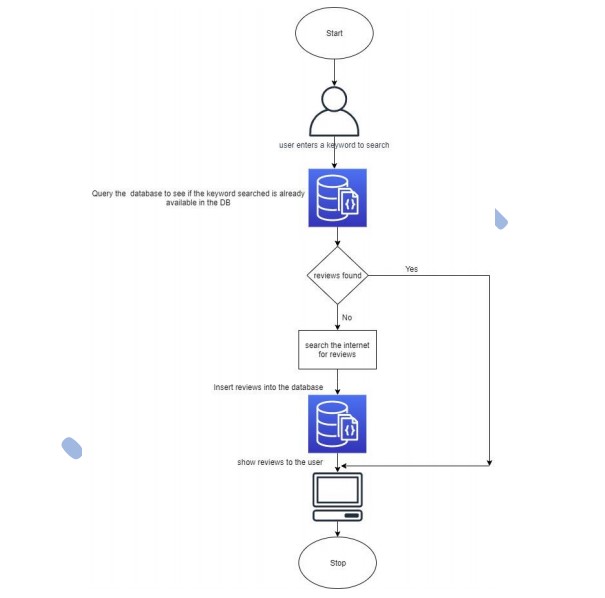 Start
user enters a keyword to search
Query the database to see if the keyword searched is already
available in the DB
{}
reviews found
Yes
No
search the internet
for reviews
Insert reviews into the database
{}
show reviews to the user
Stop